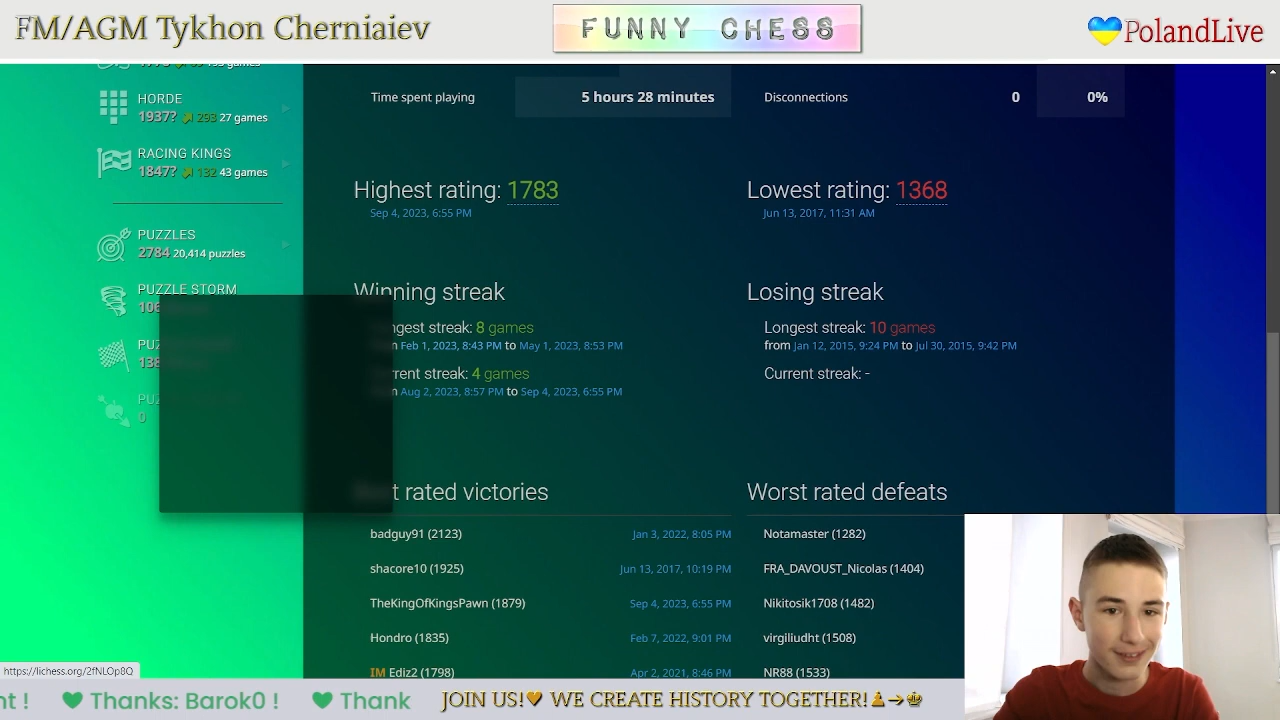 FM/AGM Tykhon Cherniaiev
FUNNY CHESS
PolandLive
HORDE
1937? 293 27 games
RACING KINGS
1847? 132 43 games
PUZZLES
2784 20,414 puzzles
PUZZLE STORM
Time spent playing 5 hours 28 minutes
Disconnections 0 0%
Highest rating: 1783
Sep 4, 2023, 6:55 PM
Lowest rating: 1368
Jun 13, 2017, 11:31 AM
Winning streak
streak: 8 games
Feb 1, 2023, 8:43 PM to May 1, 2023, 8:53 PM
streak: 4 games
Aug 2, 2023, 8:57 PM to Sep 4, 2023, 6:55 PM
Losing streak
Longest streak: 10 games
from Jan 12, 2015, 9:24 PM to Jul 30, 2015, 9:42 PM
Current streak: -
rated victories
badguy91 (2123) Jan 3, 2022, 8:05 PM
shacore10 (1925) Jun 13, 2017, 10:19 PM
TheKingOfKingsPawn (1879) Sep 4, 2023, 6:55 PM
Hondro (1835) Feb 7, 2022, 9:01 PM
IM Ediz2 (1798) Apr 2, 2021, 8:46 PM
Worst rated defeats
Notamaster (1282)
FRA_DAVOUST_Nicolas (1404)
Nikitosik1708 (1482)
virgiliudht (1508)
NR88 (1533)
https://lichess.org/2fNLOp8Q
Thanks: Barok0 ! Thank
JOIN US! WE CREATE HISTORY TOGETHER!